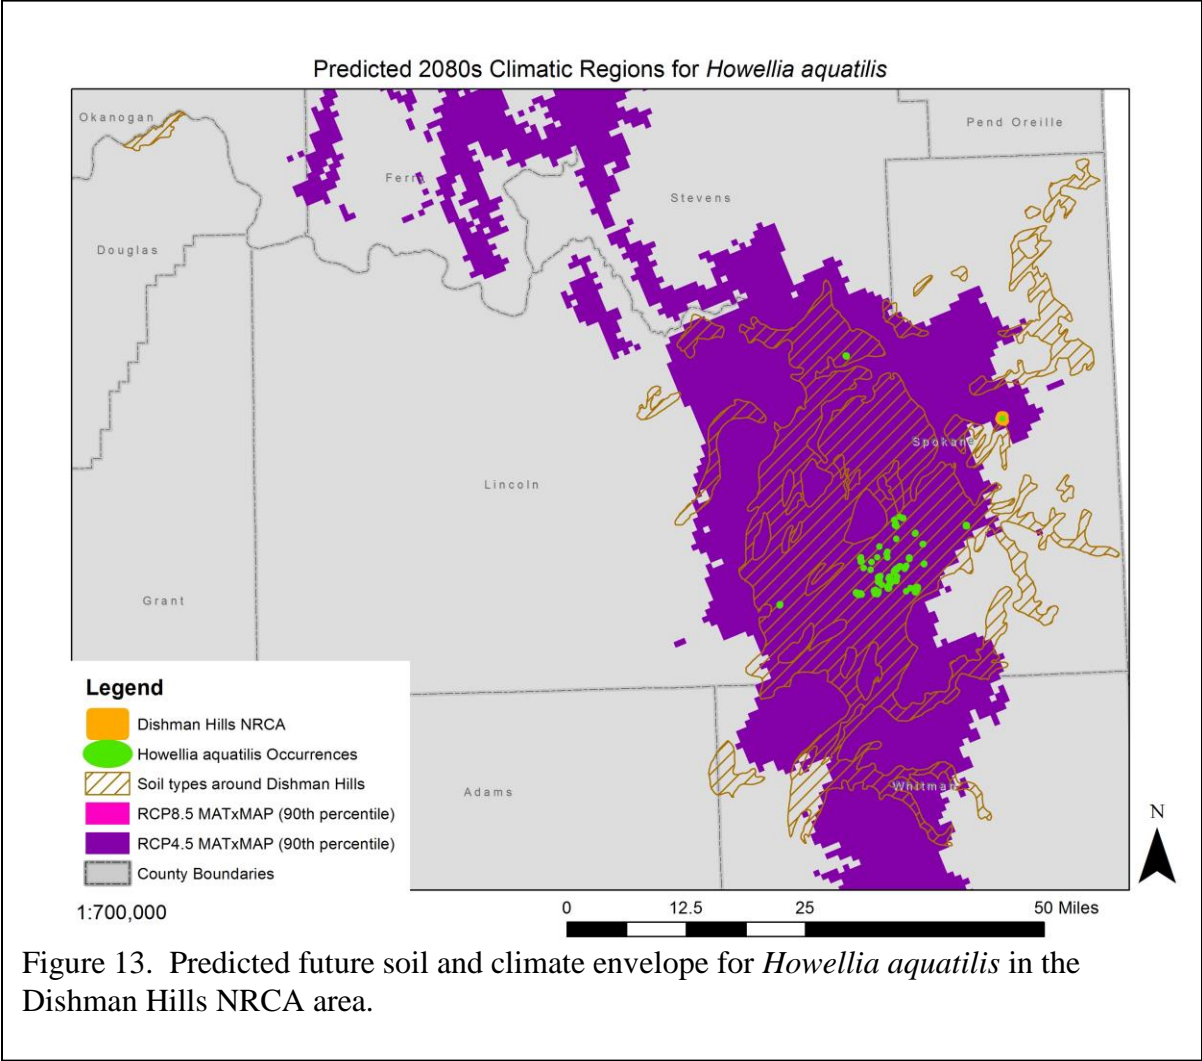 Predicted 2080s Climatic Regions for Howellia aquatilis
Okanogan
Pend Oreille
Ferry
Stevens
Douglas
Spokane
Lincoln
Grant
Adams
Whitman
Legend
Dishman Hills NRCA
Howellia aquatilis Occurrences
Soil types around Dishman Hills
RCP8.5 MATxMAP (90th percentile)
RCP4.5 MATxMAP (90th percentile)
County Boundaries
N
1:700,000
0 12.5 25 50 Miles
Figure 13. Predicted future soil and climate envelope for Howellia aquatilis in the
Dishman Hills NRCA area.